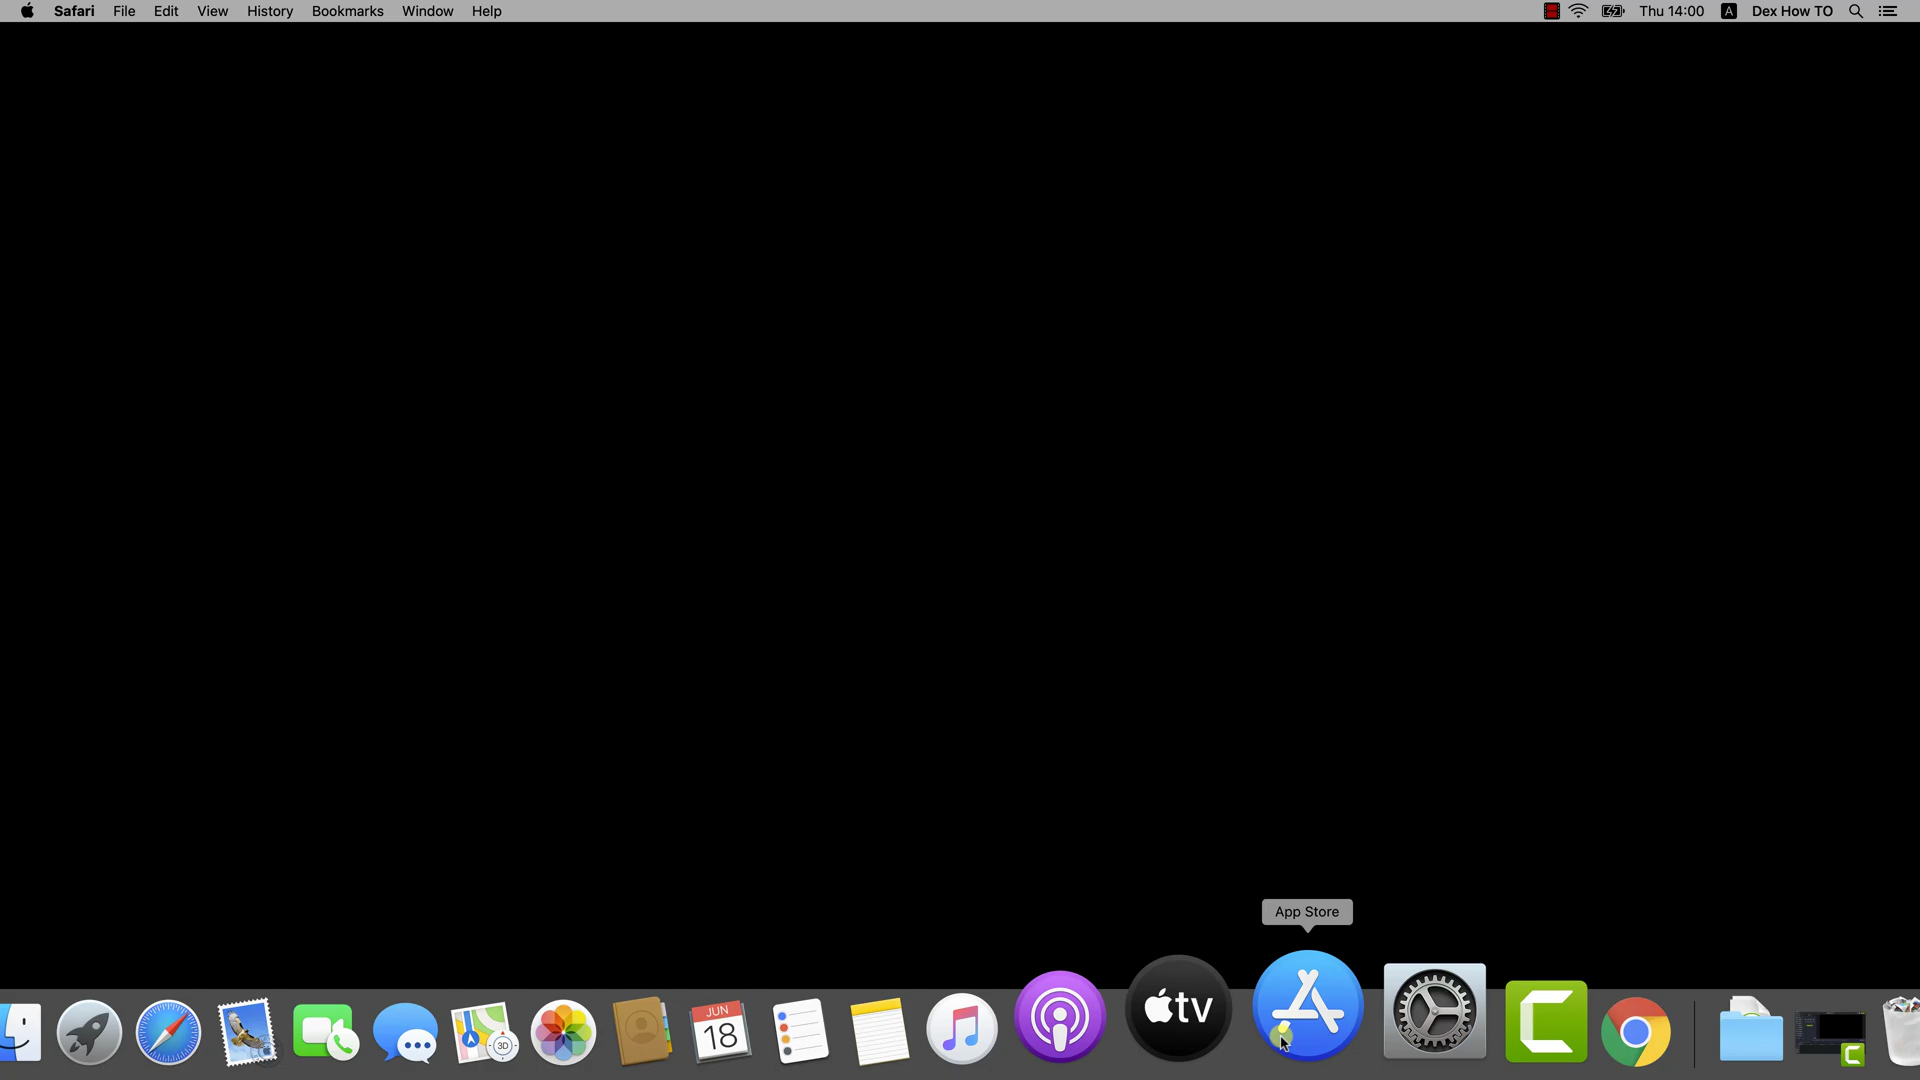 Safari File Edit View History Bookmarks Window Help Thu 14:00 A Dex How TO
App Store
3D
JUN
18
tv